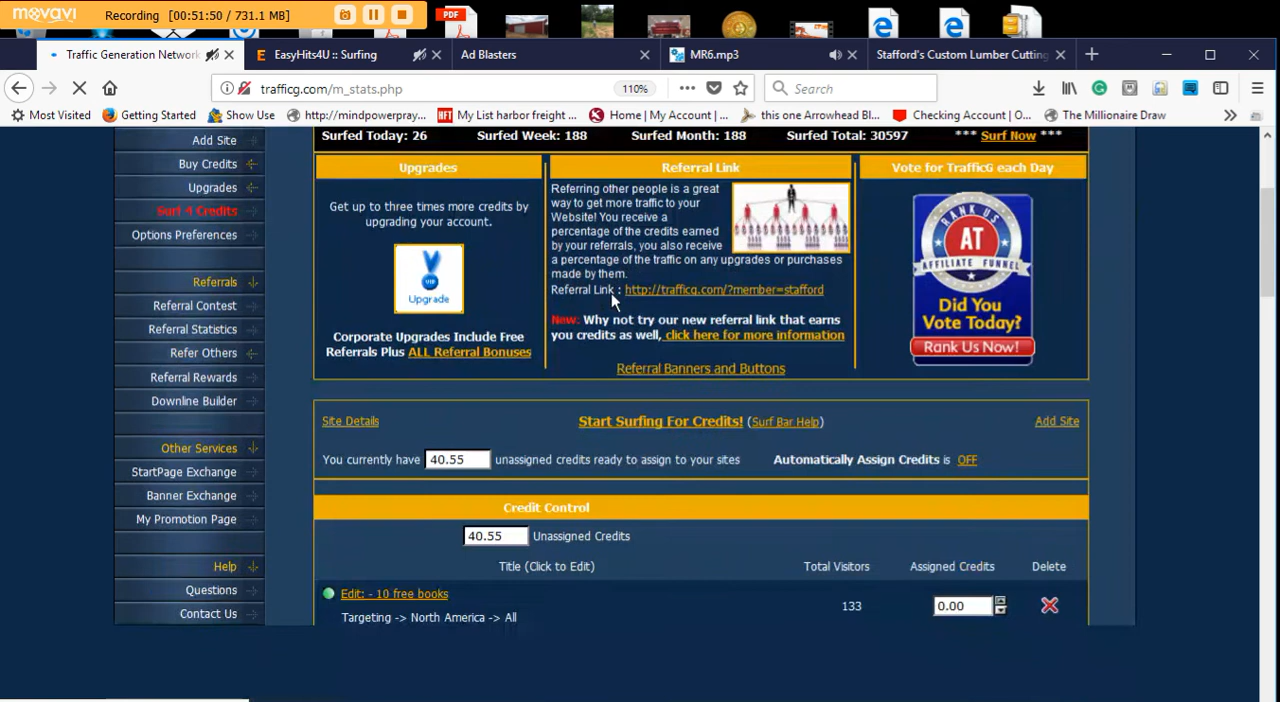 movavi Recording (00:51:50 / 731.1 MB)
PDF
Traffic Generation Network
EasyHits4U :: Surfing
Ad Blasters
MR6.mp3
Stafford's Custom Lumber Cutting
trafficg.com/m_stats.php
110%
Search
Most Visited
Getting Started
Show Use
http://mindpowerpray...
HFT My List harbor freight ...
Home | My Account | ...
this one Arrowhead Bl...
Checking Account | O...
The Millionaire Draw
Surfed Today: 26
Surfed Week: 188
Surfed Month: 188
Surfed Total: 30597
*** Surf Now ***
Add Site
Buy Credits
Upgrades
Surf 4 Credits
Options Preferences
Referrals
Referral Contest
Referral Statistics
Refer Others
Referral Rewards
Downline Builder
Other Services
StartPage Exchange
Banner Exchange
My Promotion Page
Help
Questions
Contact Us
Upgrades
Get up to three times more credits by
upgrading your account.
VIP
Upgrade
Corporate Upgrades Include Free
Referrals Plus ALL Referral Bonuses
Referral Link
Referring other people is a great
way to get more traffic to your
Website! You receive a
percentage of the credits earned
by your referrals, you also receive
a percentage of the traffic on any upgrades or purchases
made by them.
Referral Link : http://trafficg.com/?member=stafford
New: Why not try our new referral link that earns
you credits as well, click here for more information
Referral Banners and Buttons
Vote for TrafficG each Day
RANK US
AT
AFFILIATE FUNNEL
Did You
Vote Today?
Rank Us Now!
Site Details
Start Surfing For Credits! (Surf Bar Help)
Add Site
You currently have 40.55 unassigned credits ready to assign to your sites
Automatically Assign Credits is OFF
Credit Control
40.55 Unassigned Credits
Title (Click to Edit)
Total Visitors
Assigned Credits
Delete
Edit: - 10 free books
133
0.00
Targeting -> North America -> All